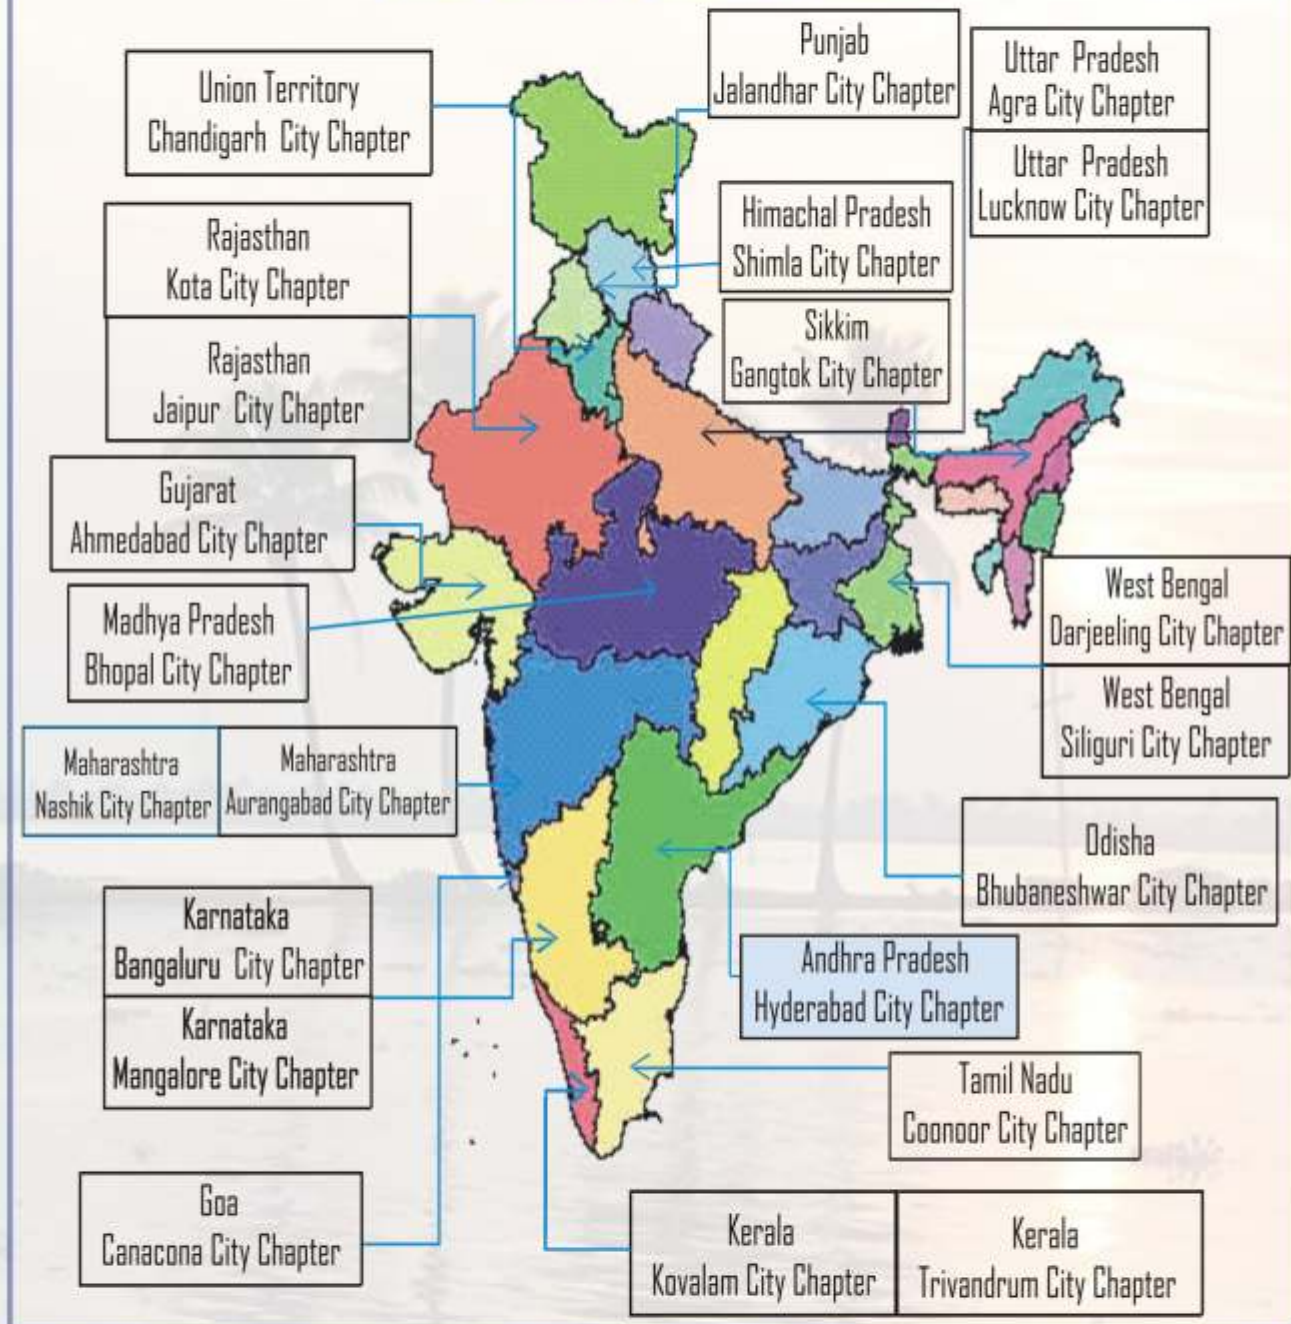 Punjab
Jalandhar City Chapter
Uttar Pradesh
Agra City Chapter
Union Territory
Chandigarh City Chapter
Uttar Pradesh
Lucknow City Chapter
Himachal Pradesh
Shimla City Chapter
Rajasthan
Kota City Chapter
Sikkim
Gangtok City Chapter
Rajasthan
Jaipur City Chapter
Gujarat
Ahmedabad City Chapter
West Bengal
Darjeeling City Chapter
Madhya Pradesh
Bhopal City Chapter
West Bengal
Siliguri City Chapter
Maharashtra
Nashik City Chapter
Maharashtra
Aurangabad City Chapter
Odisha
Bhubaneshwar City Chapter
Karnataka
Bangaluru City Chapter
Andhra Pradesh
Hyderabad City Chapter
Karnataka
Mangalore City Chapter
Tamil Nadu
Coonoor City Chapter
Goa
Canacona City Chapter
Kerala
Kovalam City Chapter
Kerala
Trivandrum City Chapter